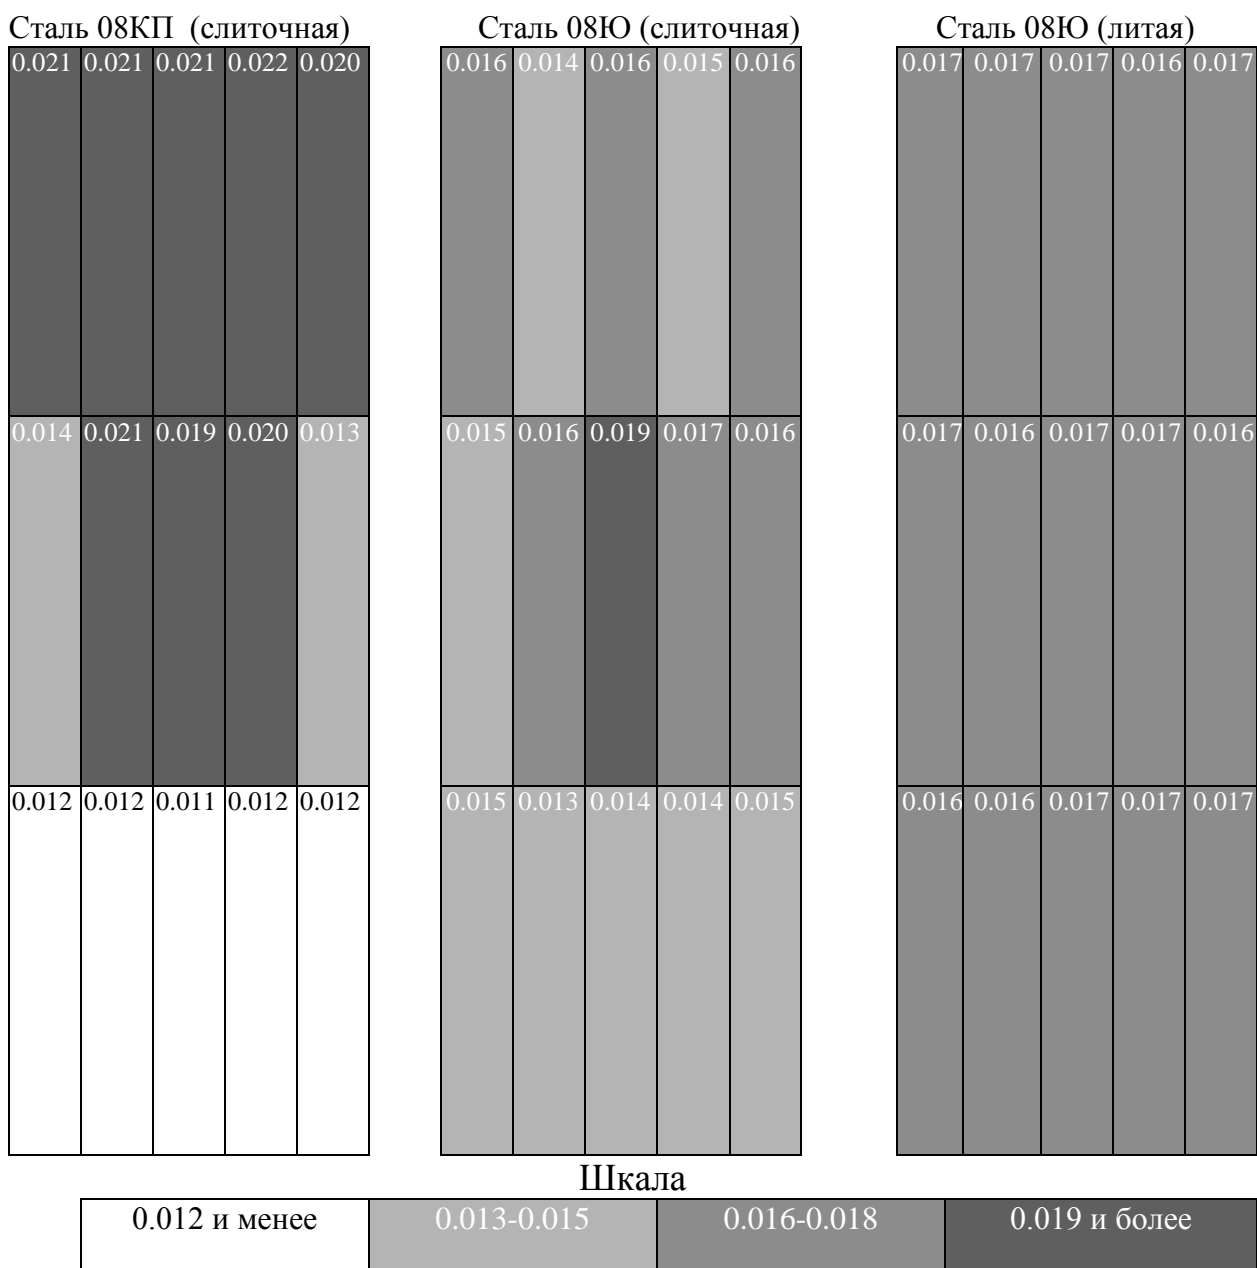 Сталь 08КП (слиточная) Сталь 08Ю (слиточная) Сталь 08Ю (литая)
0.021 0.021 0.021 0.022 0.020 0.016 0.014 0.016 0.015 0.016 0.017 0.017 0.017 0.016 0.017
0.014 0.021 0.019 0.020 0.013 0.015 0.016 0.019 0.017 0.016 0.017 0.016 0.017 0.017 0.016
0.012 0.012 0.011 0.012 0.012 0.015 0.013 0.014 0.014 0.015 0.016 0.016 0.017 0.017 0.017
Шкала
0.012 и менее 0.013-0.015 0.016-0.018 0.019 и более